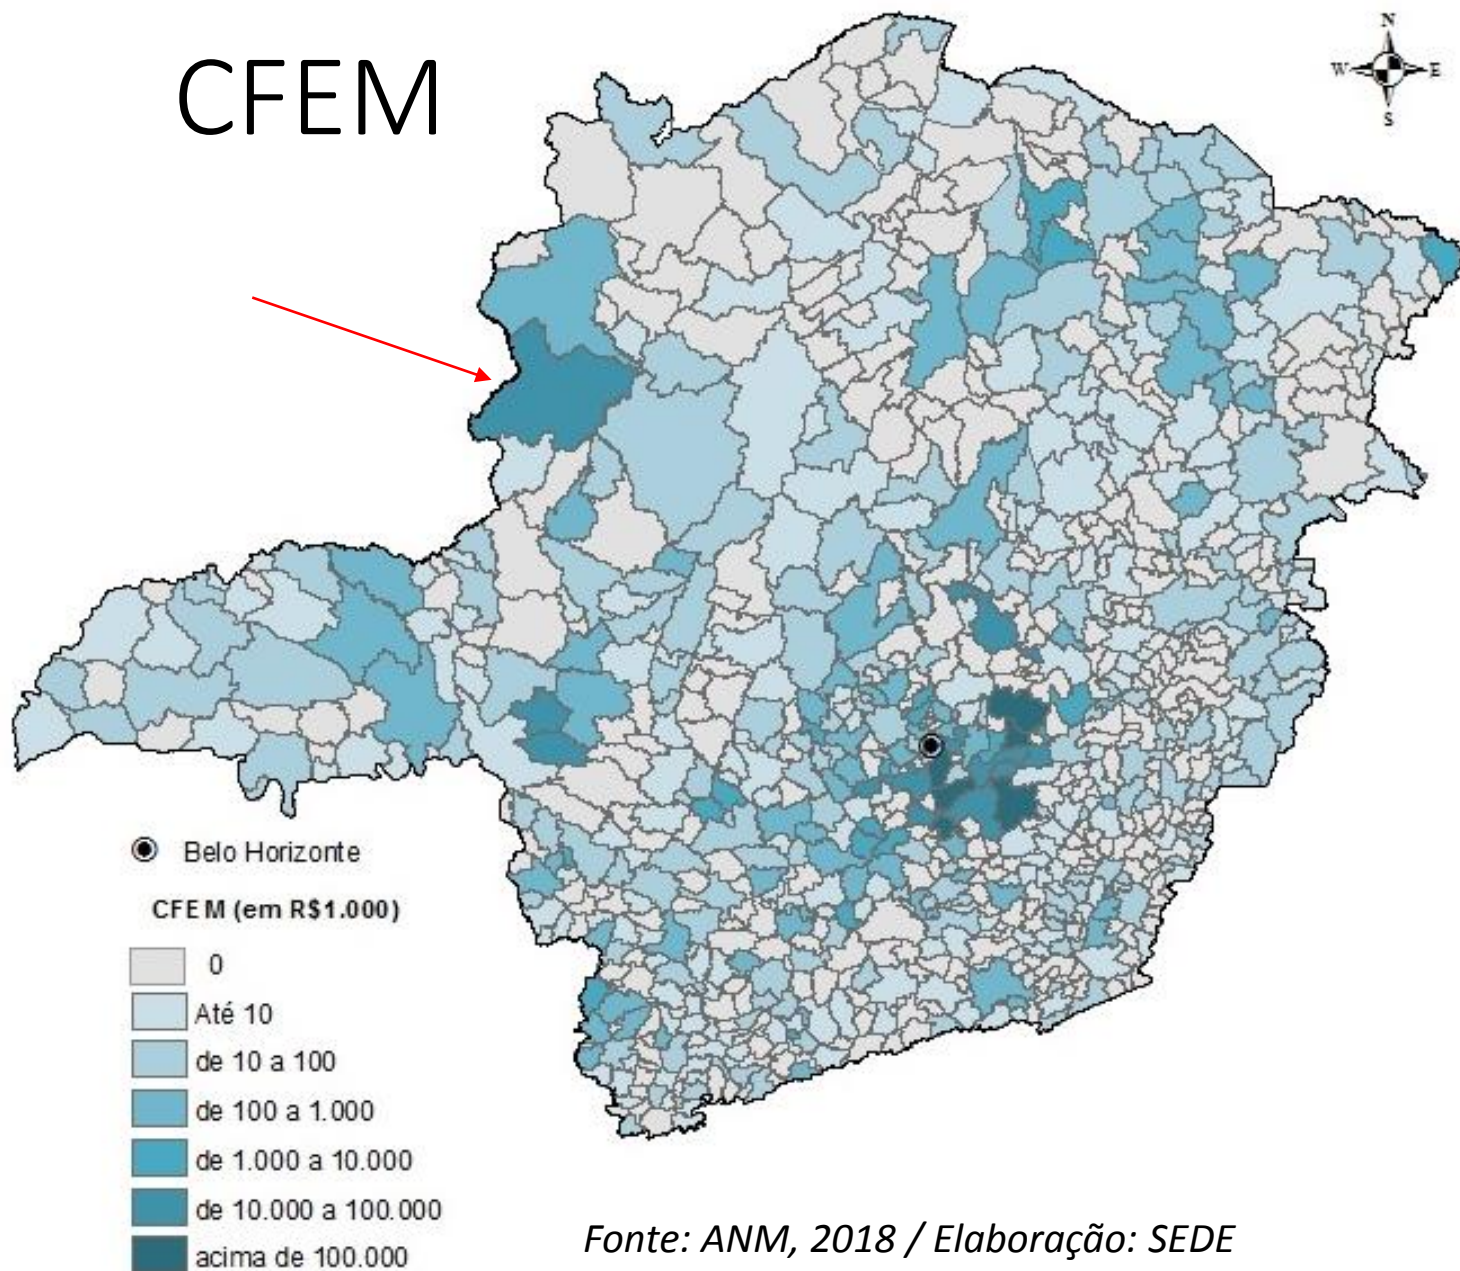 CFEM
N
W E
S
Belo Horizonte
CFEM (em R$1.000)
0
Até 10
de 10 a 100
de 100 a 1.000
de 1.000 a 10.000
de 10.000 a 100.000
acima de 100.000
Fonte: ANM, 2018 / Elaboração: SEDE